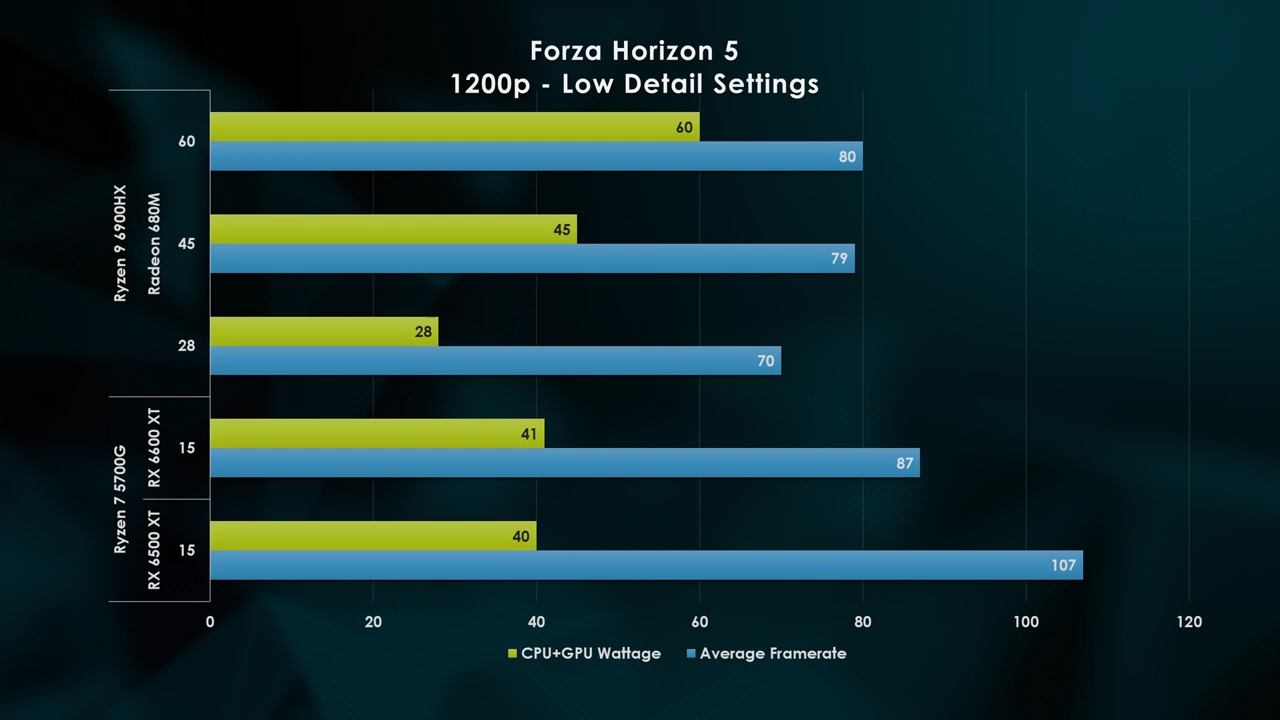 Forza Horizon 5
1200p - Low Detail Settings
Ryzen 9 6900HX
Radeon 680M
60
60
80
45
45
79
28
28
70
Ryzen 7 5700G
RX 6600 XT
15
41
87
RX 6500 XT
15
40
107
0 20 40 60 80 100 120
CPU+GPU Wattage Average Framerate